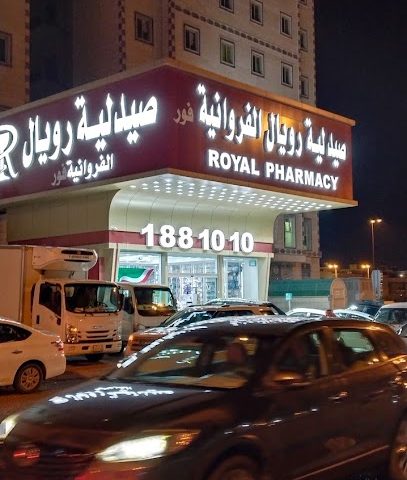 صيدلية رويال
الفروانية فور
صيدلية رويال الفروانية فور
ROYAL PHARMACY
188 10 10